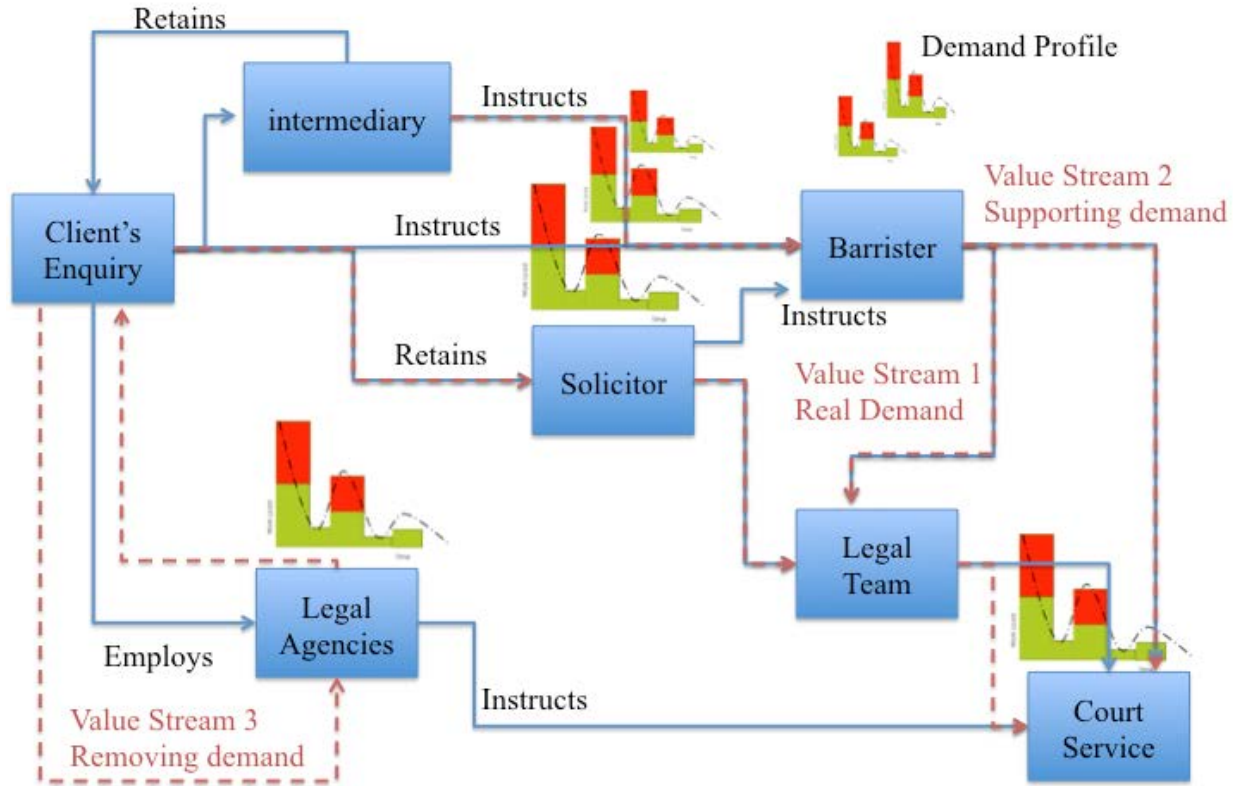 Retains
Demand Profile
intermediary
Instructs
Value Stream 2
Supporting demand
Client's
Enquiry
Instructs
Barrister
Instructs
Retains
Solicitor
Value Stream 1
Real Demand
Legal
Team
Legal
Agencies
Employs
Instructs
Value Stream 3
Removing demand
Court
Service